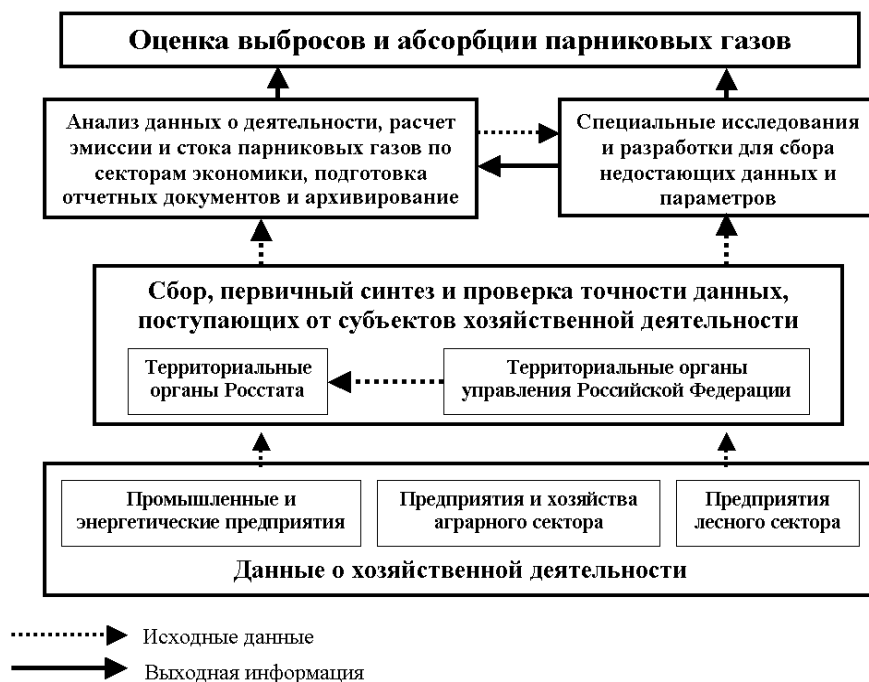 Оценка выбросов и абсорбции парниковых газов
Анализ данных о деятельности, расчет
эмиссии и стока парниковых газов по
секторам экономики, подготовка
отчетных документов и архивирование
Специальные исследования
и разработки для сбора
недостающих данных и
параметров
Сбор, первичный синтез и проверка точности данных,
поступающих от субъектов хозяйственной деятельности
Территориальные
органы Росстата
Территориальные органы
управления Российской Федерации
Промышленные и
энергетические предприятия
Предприятия и хозяйства
аграрного сектора
Предприятия
лесного сектора
Данные о хозяйственной деятельности
Исходные данные
Выходная информация